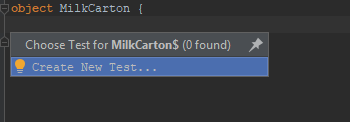 object MilkCarton {
Choose Test for MilkCarton$ (0 found)
Create New Test...